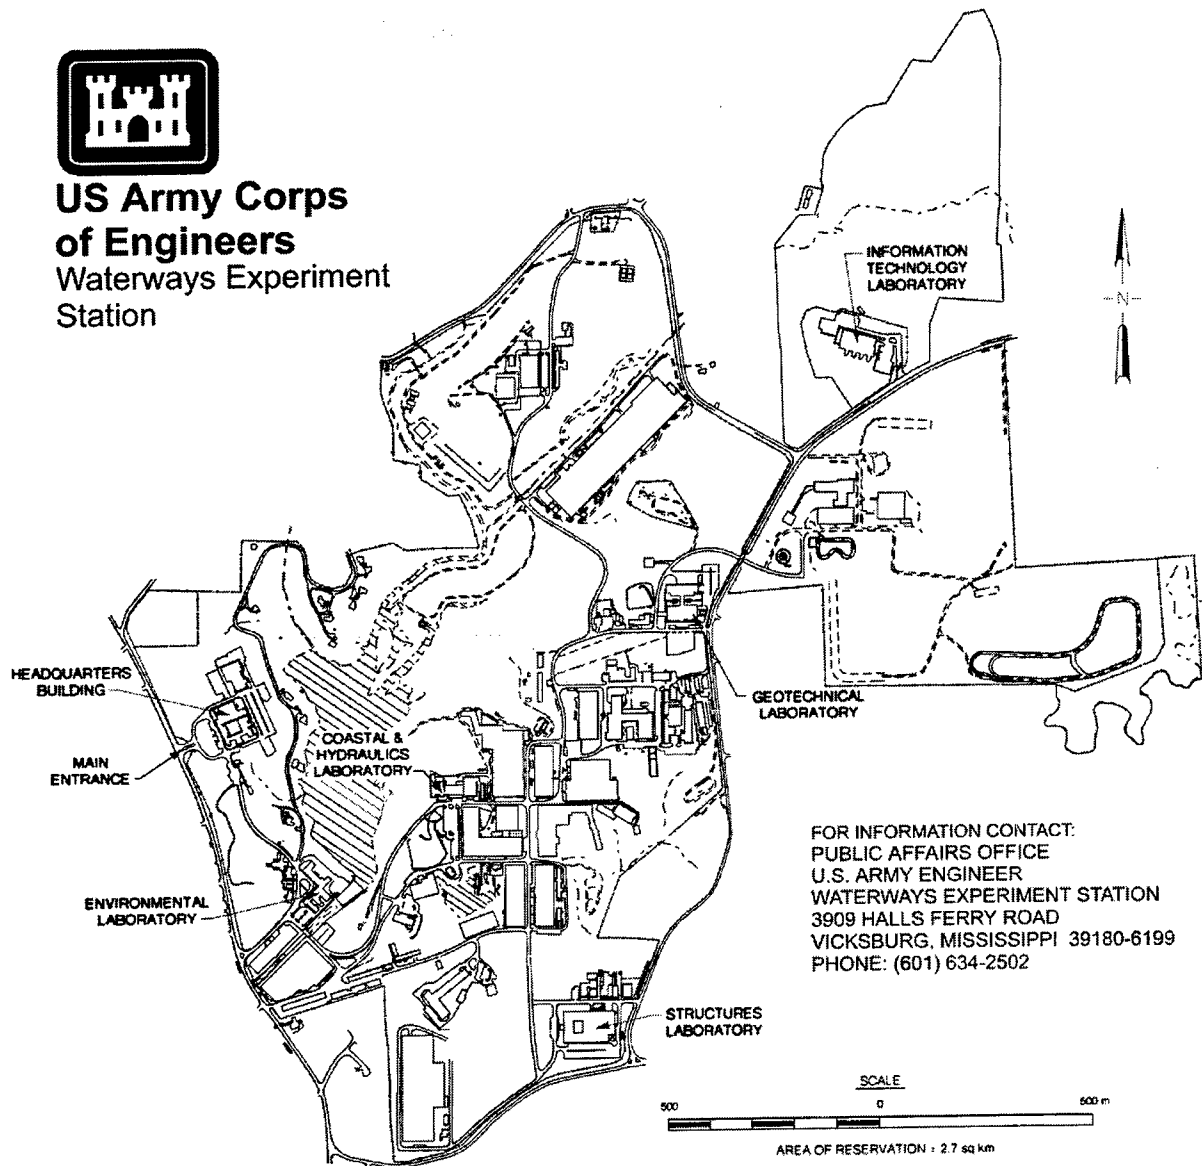 US Army Corps
of Engineers
Waterways Experiment
Station
INFORMATION
TECHNOLOGY
LABORATORY
N
HEADQUARTERS
BUILDING
MAIN
ENTRANCE
COASTAL &
HYDRAULICS
LABORATORY
GEOTECHNICAL
LABORATORY
ENVIRONMENTAL
LABORATORY
FOR INFORMATION CONTACT:
PUBLIC AFFAIRS OFFICE
U.S. ARMY ENGINEER
WATERWAYS EXPERIMENT STATION
3909 HALLS FERRY ROAD
VICKSBURG, MISSISSIPPI 39180-6199
PHONE: (601) 634-2502
STRUCTURES
LABORATORY
SCALE
500 0 500 m
AREA OF RESERVATION : 2.7 sq km